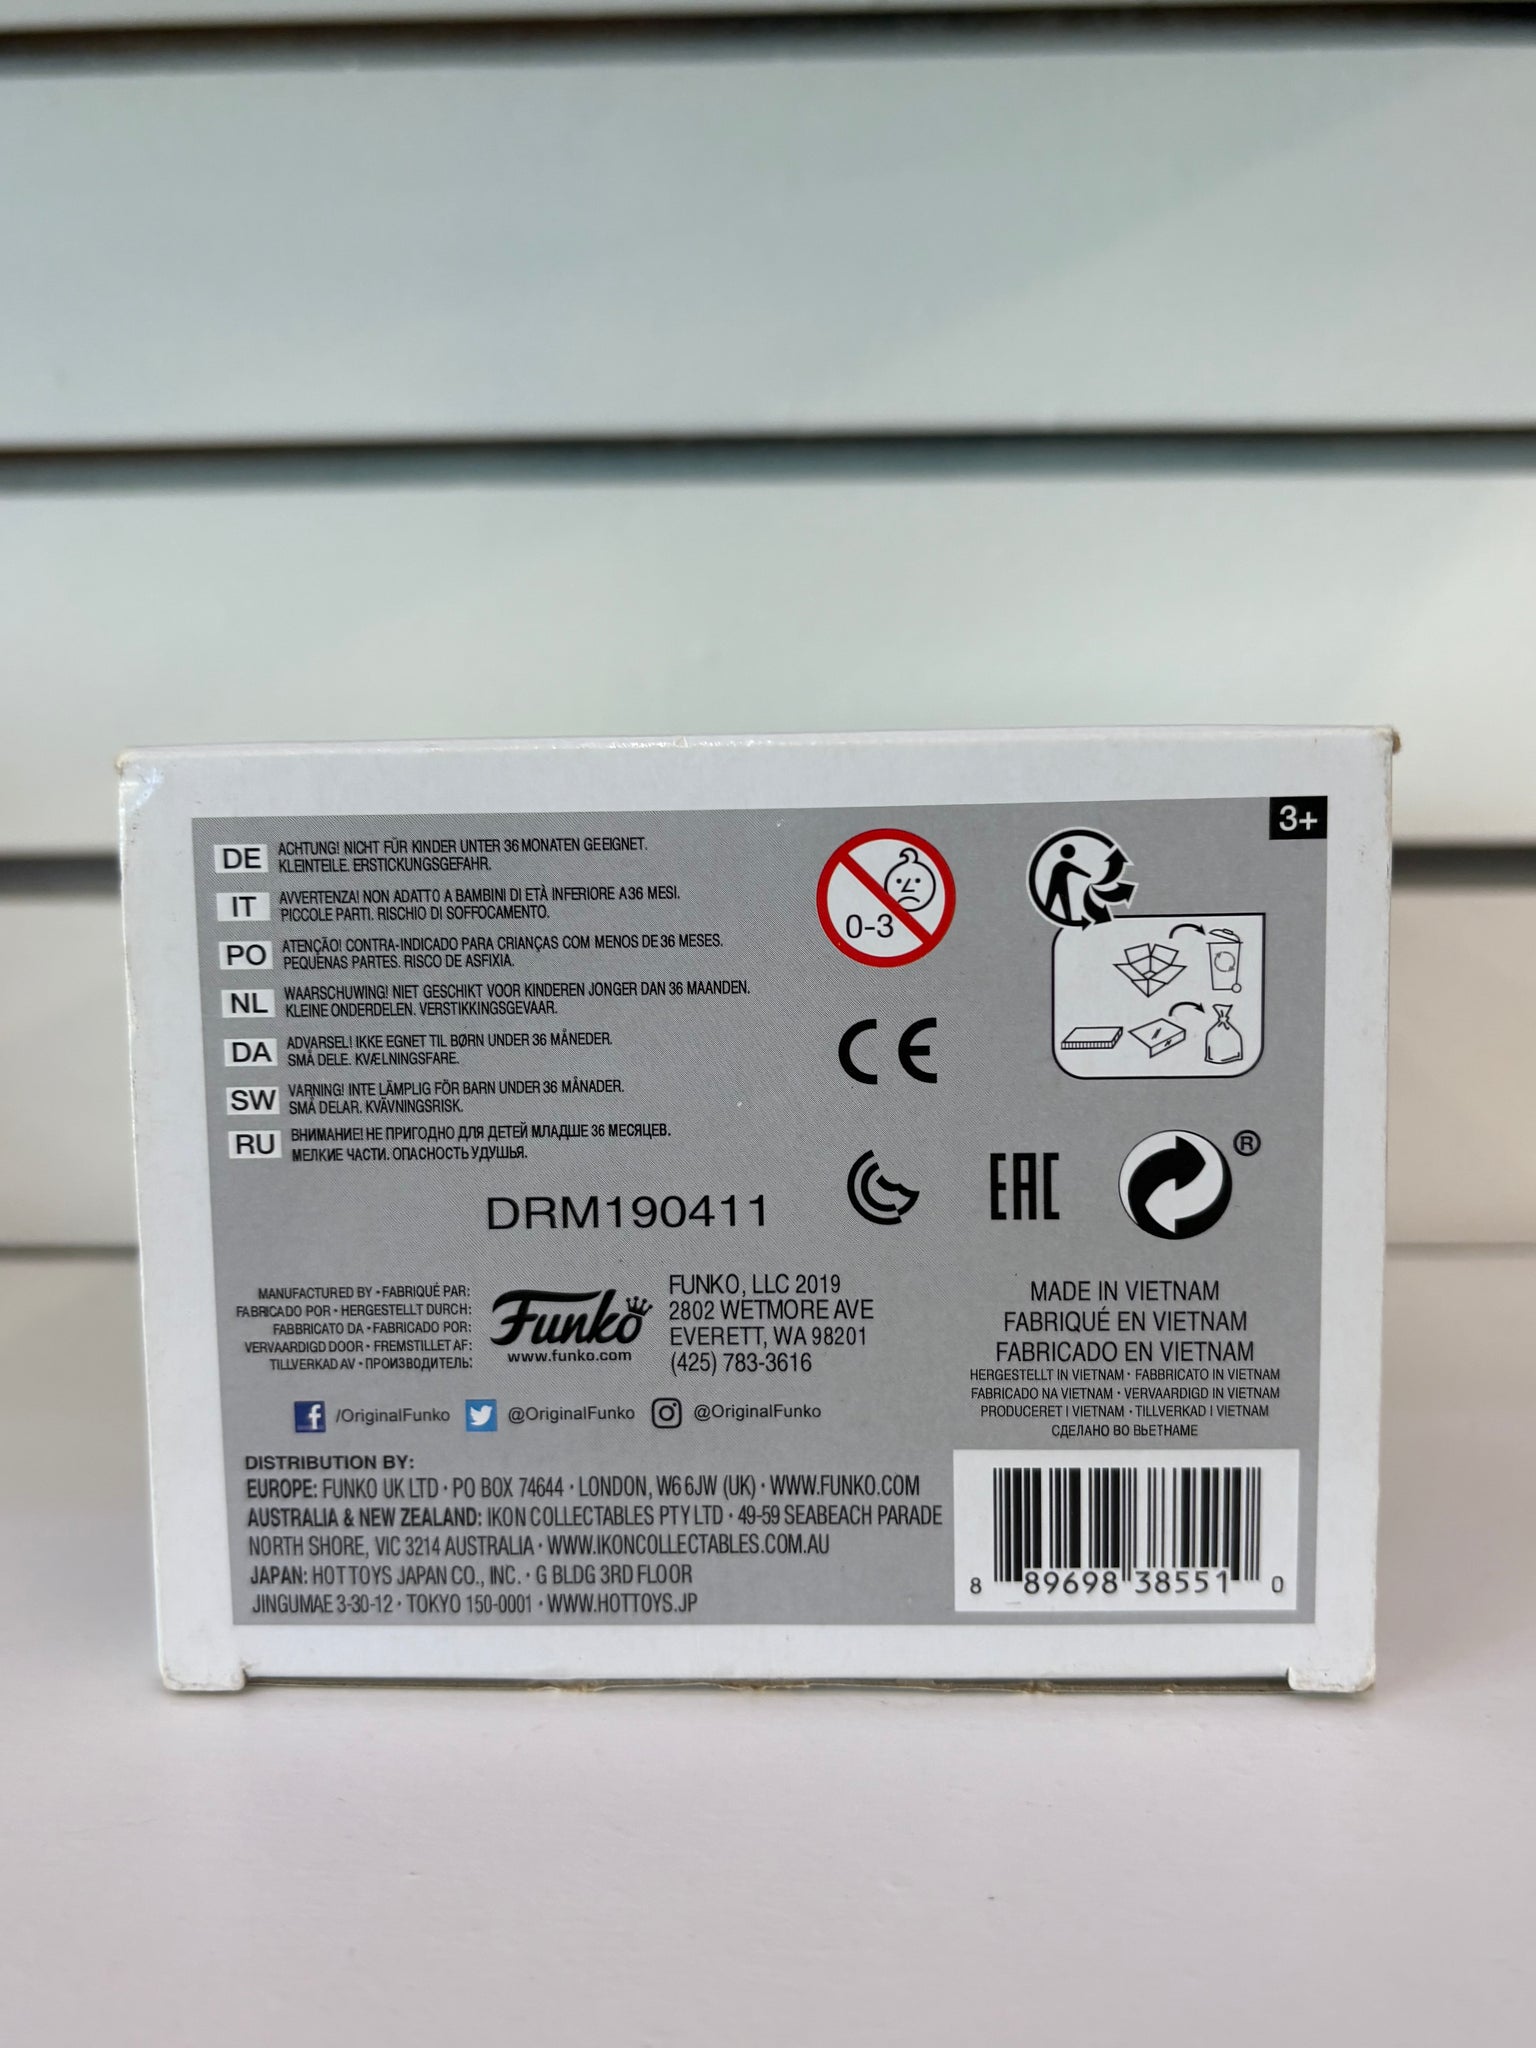 3+
DE ACHTUNG! NICHT FÜR KINDER UNTER 36 MONATEN GEEIGNET.
KLEINTEILE. ERSTICKUNGSGEFAHR.
IT AVVERTENZA! NON ADATTO A BAMBINI DI ETÀ INFERIORE A 36 MESI.
PICCOLE PARTI. RISCHIO DI SOFFOCAMENTO.
PO ATENÇÃO! CONTRA-INDICADO PARA CRIANÇAS COM MENOS DE 36 MESES.
PEQUENAS PARTES. RISCO DE ASFIXIA.
NL WAARSCHUWING! NIET GESCHIKT VOOR KINDEREN JONGER DAN 36 MAANDEN.
KLEINE ONDERDELEN. VERSTIKKINGSGEVAAR.
DA ADVARSEL! IKKE EGNET TIL BØRN UNDER 36 MÅNEDER.
SMÅ DELE. KVÆLNINGSFARE.
SW VARNING! INTE LÄMPLIG FÖR BARN UNDER 36 MÅNADER.
SMÅ DELAR. KVÄVNINGSRISK.
RU ВНИМАНИЕ! НЕ ПРИГОДНО ДЛЯ ДЕТЕЙ МЛАДШЕ 36 МЕСЯЦЕВ.
МЕЛКИЕ ЧАСТИ. ОПАСНОСТЬ УДУШЬЯ.
0-3
CE
EAC
®
DRM190411
MANUFACTURED BY • FABRIQUÉ PAR:
FABRICADO POR • HERGESTELLT DURCH:
FABBRICATO DA • FABRICADO POR:
VERVAARDIGD DOOR • FREMSTILLET AF:
TILLVERKAD AV • ПРОИЗВОДИТЕЛЬ:
Funko
www.funko.com
FUNKO, LLC 2019
2802 WETMORE AVE
EVERETT, WA 98201
(425) 783-3616
MADE IN VIETNAM
FABRIQUÉ EN VIETNAM
FABRICADO EN VIETNAM
HERGESTELLT IN VIETNAM • FABBRICATO IN VIETNAM
FABRICADO NA VIETNAM • VERVAARDIGD IN VIETNAM
PRODUCERET I VIETNAM • TILLVERKAD I VIETNAM
СДЕЛАНО ВО ВЬЕТНАМЕ
f /OriginalFunko @OriginalFunko @OriginalFunko
DISTRIBUTION BY:
EUROPE: FUNKO UK LTD • PO BOX 74644 • LONDON, W6 6JW (UK) • WWW.FUNKO.COM
AUSTRALIA & NEW ZEALAND: IKON COLLECTABLES PTY LTD • 49-59 SEABEACH PARADE
NORTH SHORE, VIC 3214 AUSTRALIA • WWW.IKONCOLLECTABLES.COM.AU
JAPAN: HOT TOYS JAPAN CO., INC. • G BLDG 3RD FLOOR
JINGUMAE 3-30-12 • TOKYO 150-0001 • WWW.HOTTOYS.JP
8 89698 38551 0